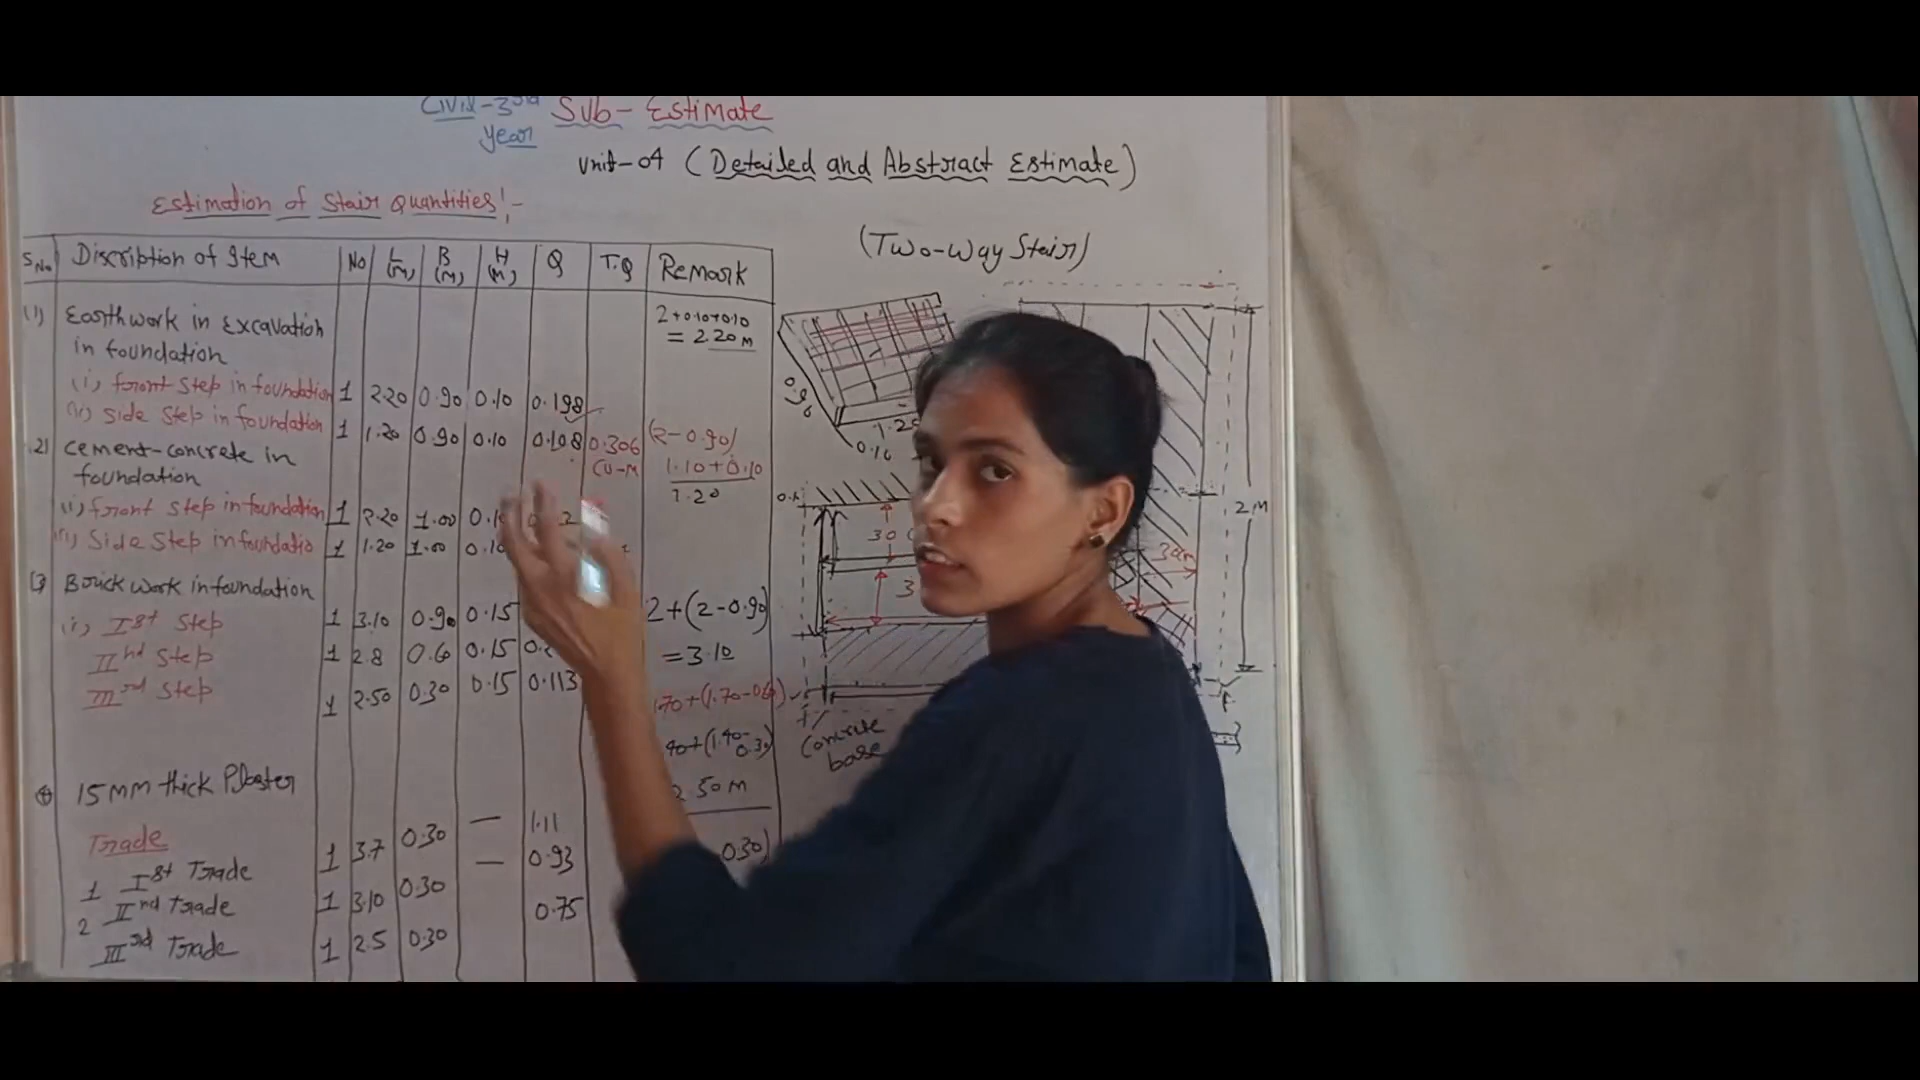 Civil-3rd Sub-Estimate
Year
Unit-04 (Detailed and Abstract Estimate)
Estimation of Stair Quantities!-
S.No Discription of Item No L(M) B(M) H(M) Q T.Q Remark
(1) Earthwork in Excavation 2+0.10+0.10
in foundation = 2.20 M
(i) front step in foundation 1 2.20 0.90 0.10 0.198
(ii) side step in foundation 1 1.20 0.90 0.10 0.108 0.306 (2-0.90)
CU-M 1.10+0.10
1.20
2) Cement-concrete in
foundation
(i) front step in foundation 1 2.20 1.00
(ii) Side Step in foundatio 1 1.20 1.00 0.10
(3) Brick work in foundation
(i) Ist Step 1 3.10 0.90 0.15 2+(2-0.90)
IInd Step 1 2.8 0.60 0.15 =3.10
IIIrd Step 1 2.50 0.30 0.15 0.113
(4) 15MM thick Plaster 50M
Trade
1 Ist Trade 1 3.7 0.30 — 1.11
2 IInd Trade 1 3.10 0.30 — 0.93
IIIrd Trade 1 2.5 0.30 0.75
0.30)
(Two-Way Stair)
30
2M
Concrete
base